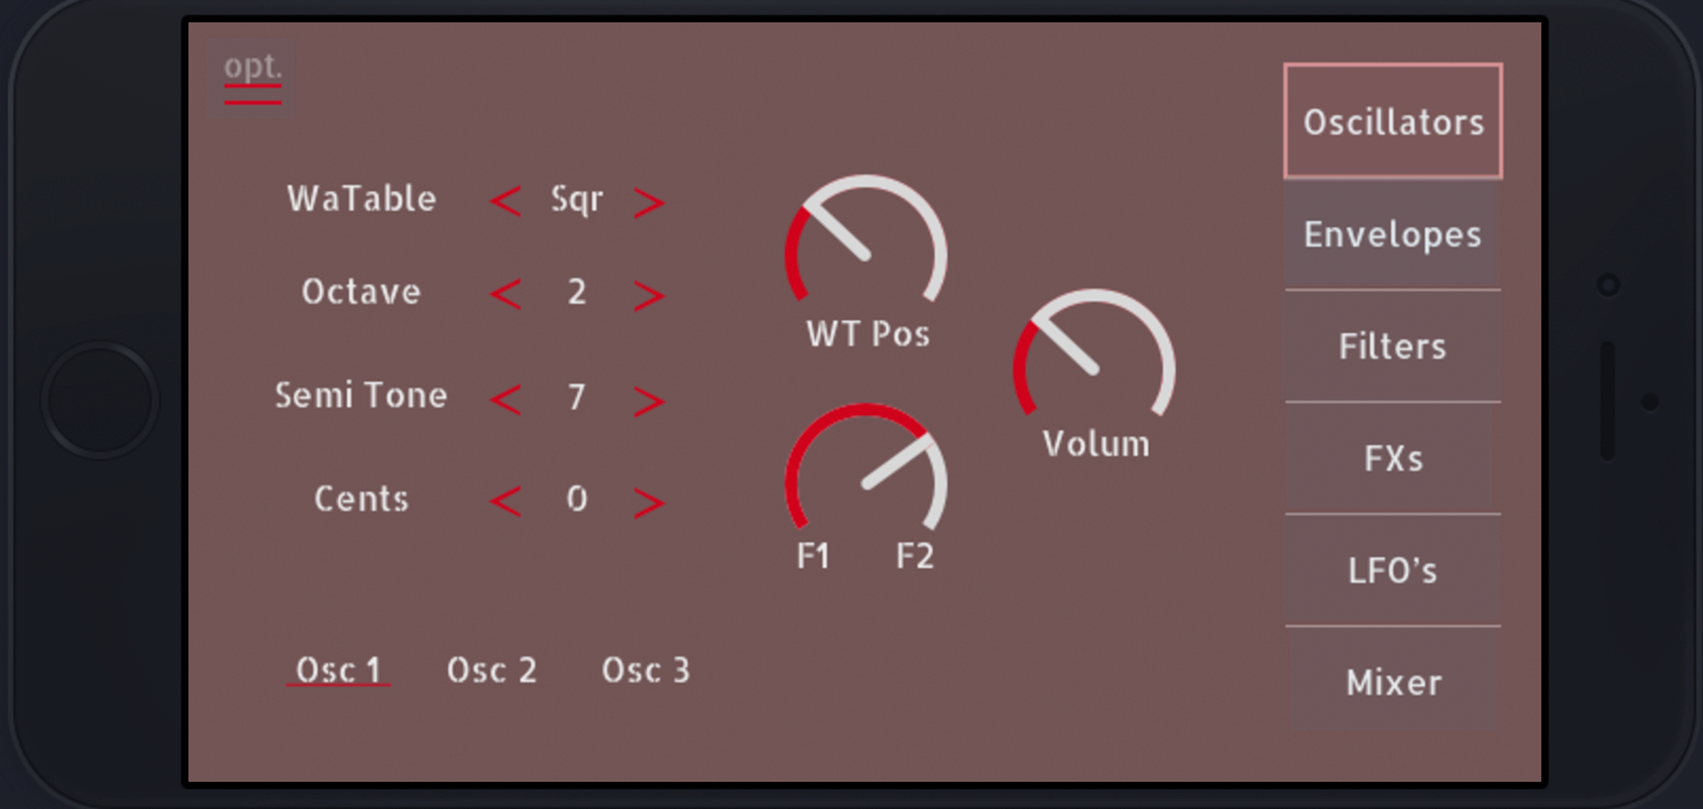 opt.
Oscillators
WaTable < Sqr >
Envelopes
Octave < 2 >
WT Pos
Filters
Semi Tone < 7 >
Volum
FXs
Cents < 0 >
F1 F2
LFO’s
Osc 1 Osc 2 Osc 3
Mixer